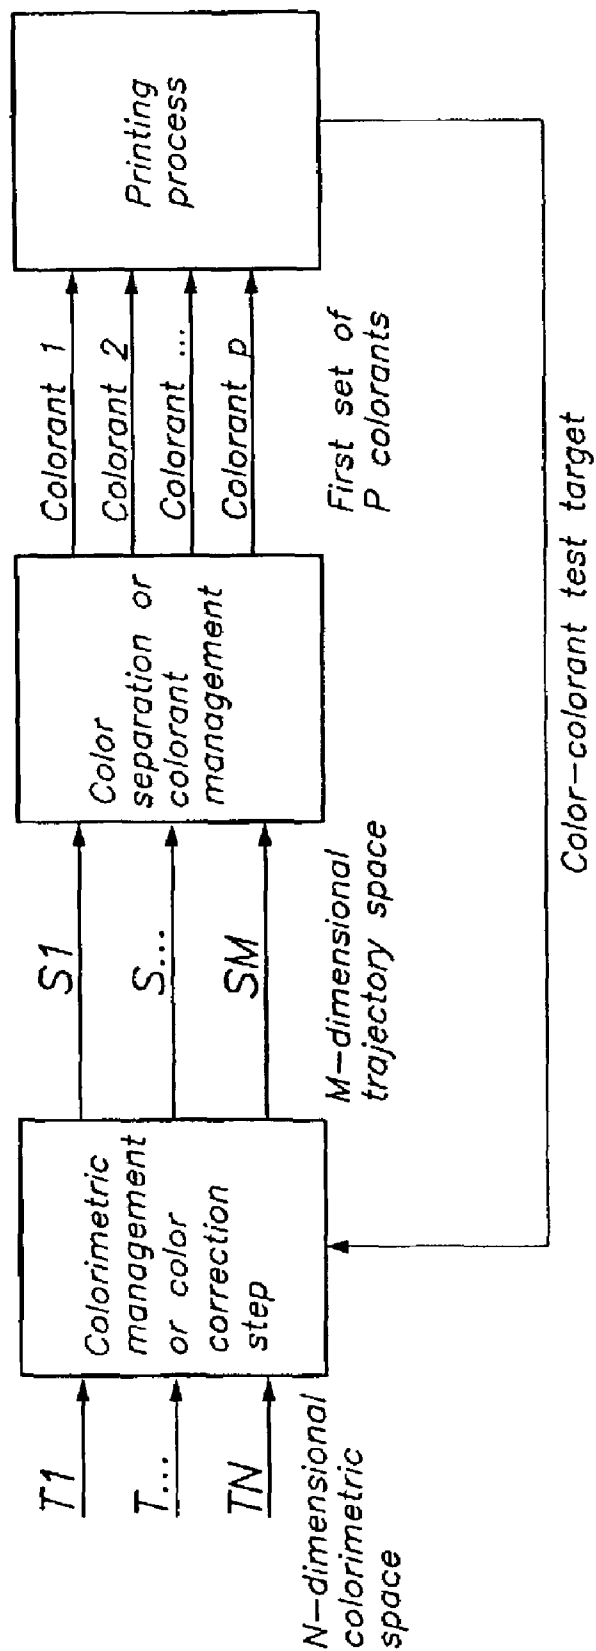 T1
T...
TN
N-dimensional
colorimetric
space
Colorimetric
management
or color
correction
step
S1
S...
SM
M-dimensional
trajectory space
Color
separation or
colorant
management
Colorant 1
Colorant 2
Colorant ...
Colorant p
First set of
P colorants
Printing
process
Color-colorant test target